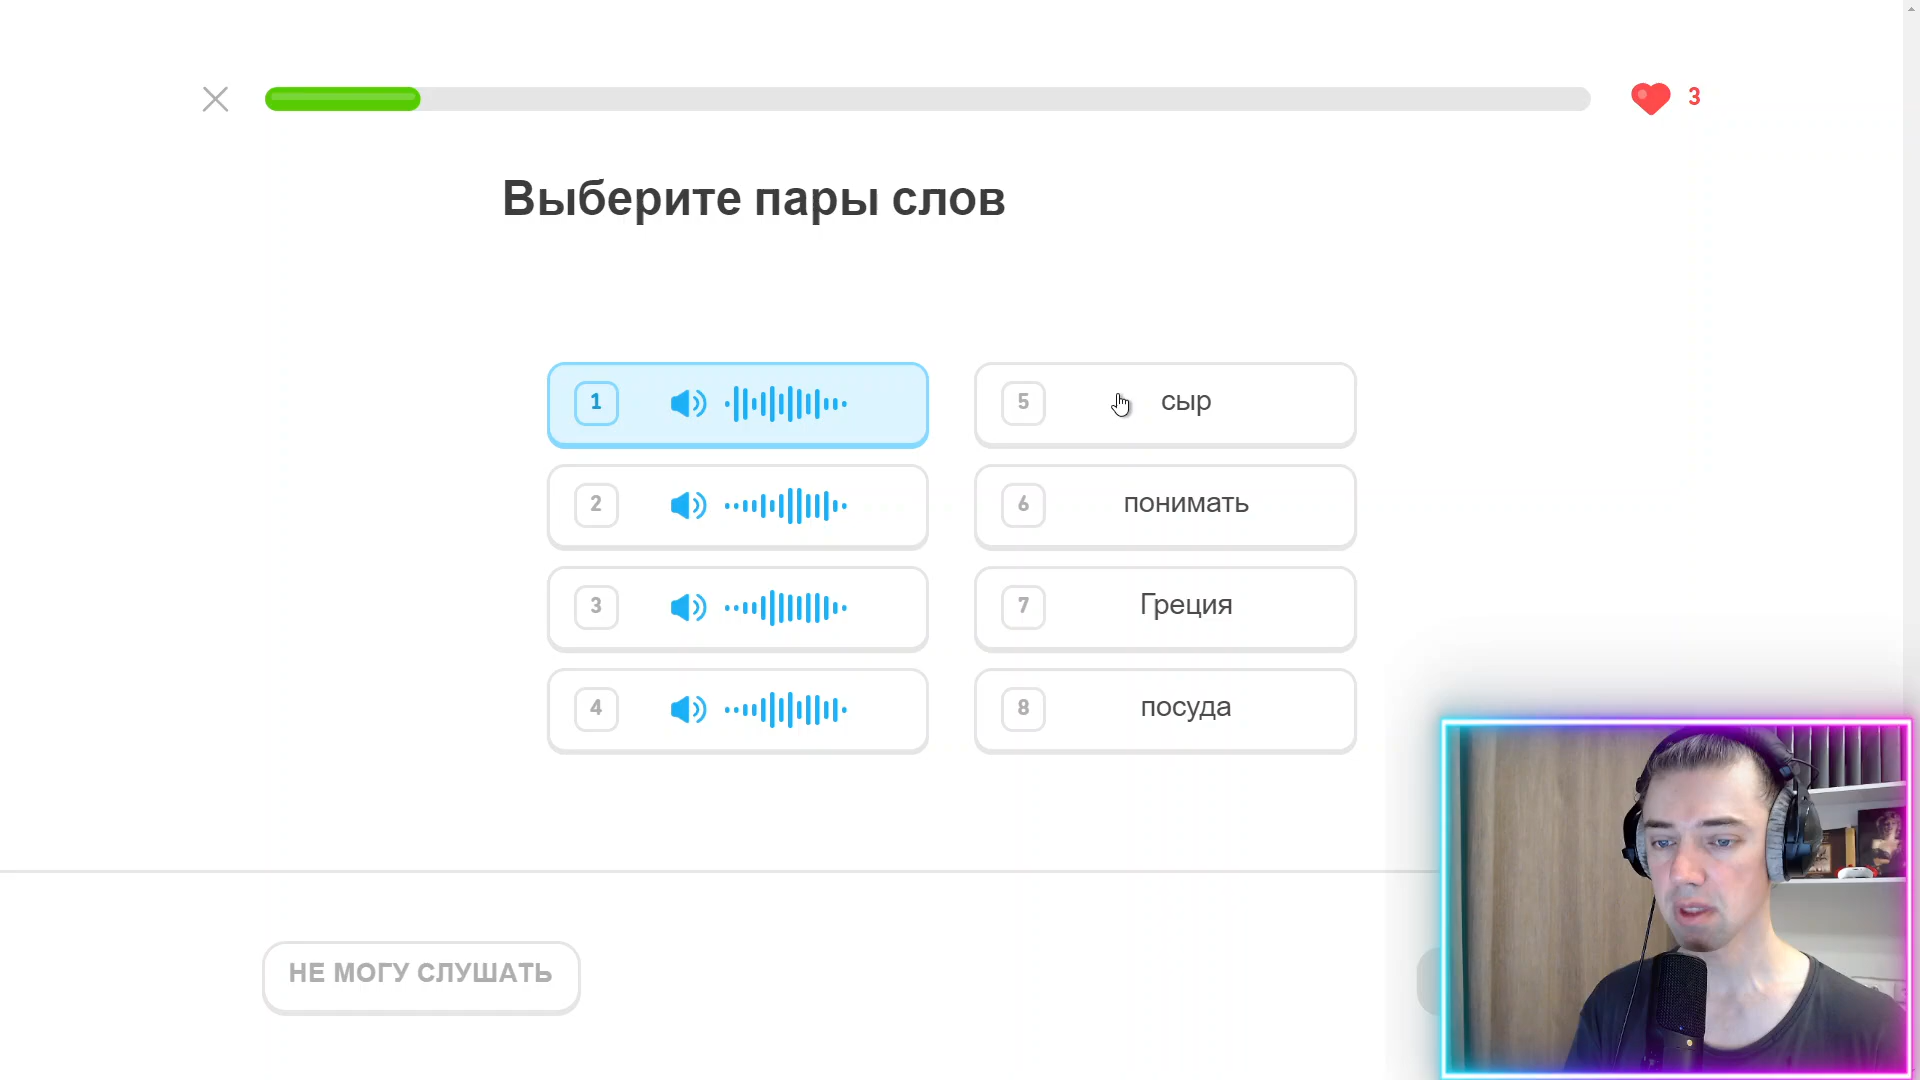 3
Выберите пары слов
1
5 сыр
2
6 понимать
3
7 Греция
4
8 посуда
НЕ МОГУ СЛУШАТЬ